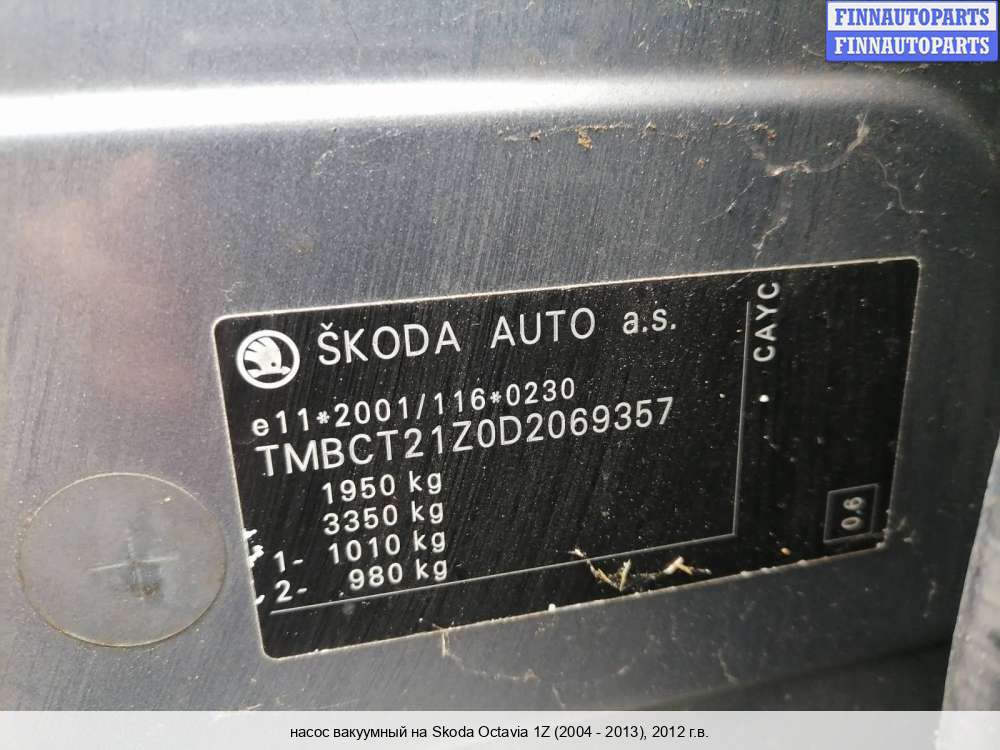 FINNAUTOPARTS
FINNAUTOPARTS
ŠKODA AUTO a.s.
e11*2001/116*0230
TMBCT21Z0D2069357
1950 kg
3350 kg
1- 1010 kg
2- 980 kg
CAYC
0.6
насос вакуумный на Skoda Octavia 1Z (2004 - 2013), 2012 г.в.